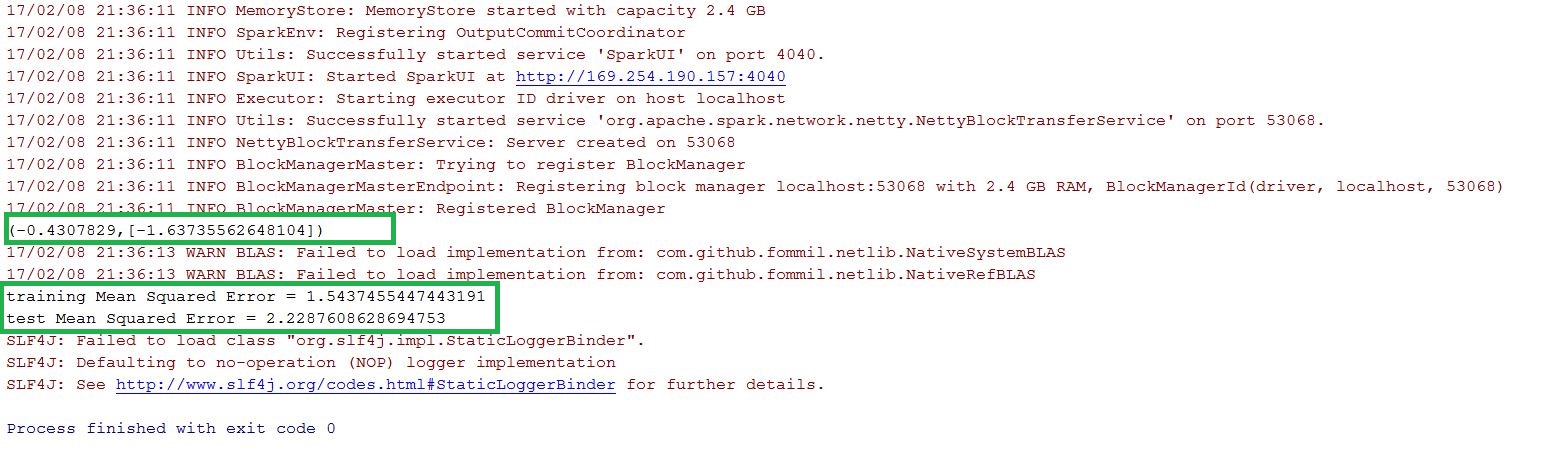 17/02/08 21:36:11 INFO MemoryStore: MemoryStore started with capacity 2.4 GB
17/02/08 21:36:11 INFO SparkEnv: Registering OutputCommitCoordinator
17/02/08 21:36:11 INFO Utils: Successfully started service 'SparkUI' on port 4040.
17/02/08 21:36:11 INFO SparkUI: Started SparkUI at http://169.254.190.157:4040
17/02/08 21:36:11 INFO Executor: Starting executor ID driver on host localhost
17/02/08 21:36:11 INFO Utils: Successfully started service 'org.apache.spark.network.netty.NettyBlockTransferService' on port 53068.
17/02/08 21:36:11 INFO NettyBlockTransferService: Server created on 53068
17/02/08 21:36:11 INFO BlockManagerMaster: Trying to register BlockManager
17/02/08 21:36:11 INFO BlockManagerMasterEndpoint: Registering block manager localhost:53068 with 2.4 GB RAM, BlockManagerId(driver, localhost, 53068)
17/02/08 21:36:11 INFO BlockManagerMaster: Registered BlockManager
(-0.4307829,[-1.63735562648104])
17/02/08 21:36:13 WARN BLAS: Failed to load implementation from: com.github.fommil.netlib.NativeSystemBLAS
17/02/08 21:36:13 WARN BLAS: Failed to load implementation from: com.github.fommil.netlib.NativeRefBLAS
training Mean Squared Error = 1.5437455447443191
test Mean Squared Error = 2.2287608628694753
SLF4J: Failed to load class "org.slf4j.impl.StaticLoggerBinder".
SLF4J: Defaulting to no-operation (NOP) logger implementation
SLF4J: See http://www.slf4j.org/codes.html#StaticLoggerBinder for further details.
Process finished with exit code 0